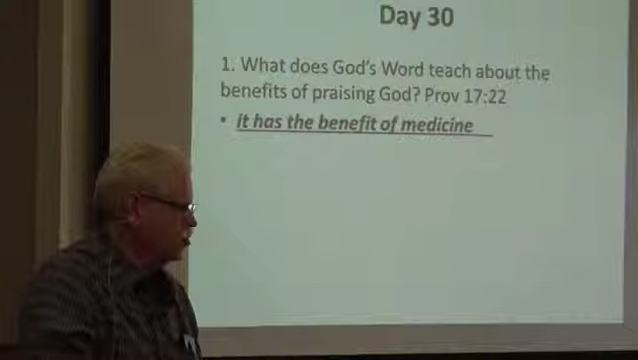 Day 30
1. What does God's Word teach about the
benefits of praising God? Prov 17:22
• it has the benefit of medicine